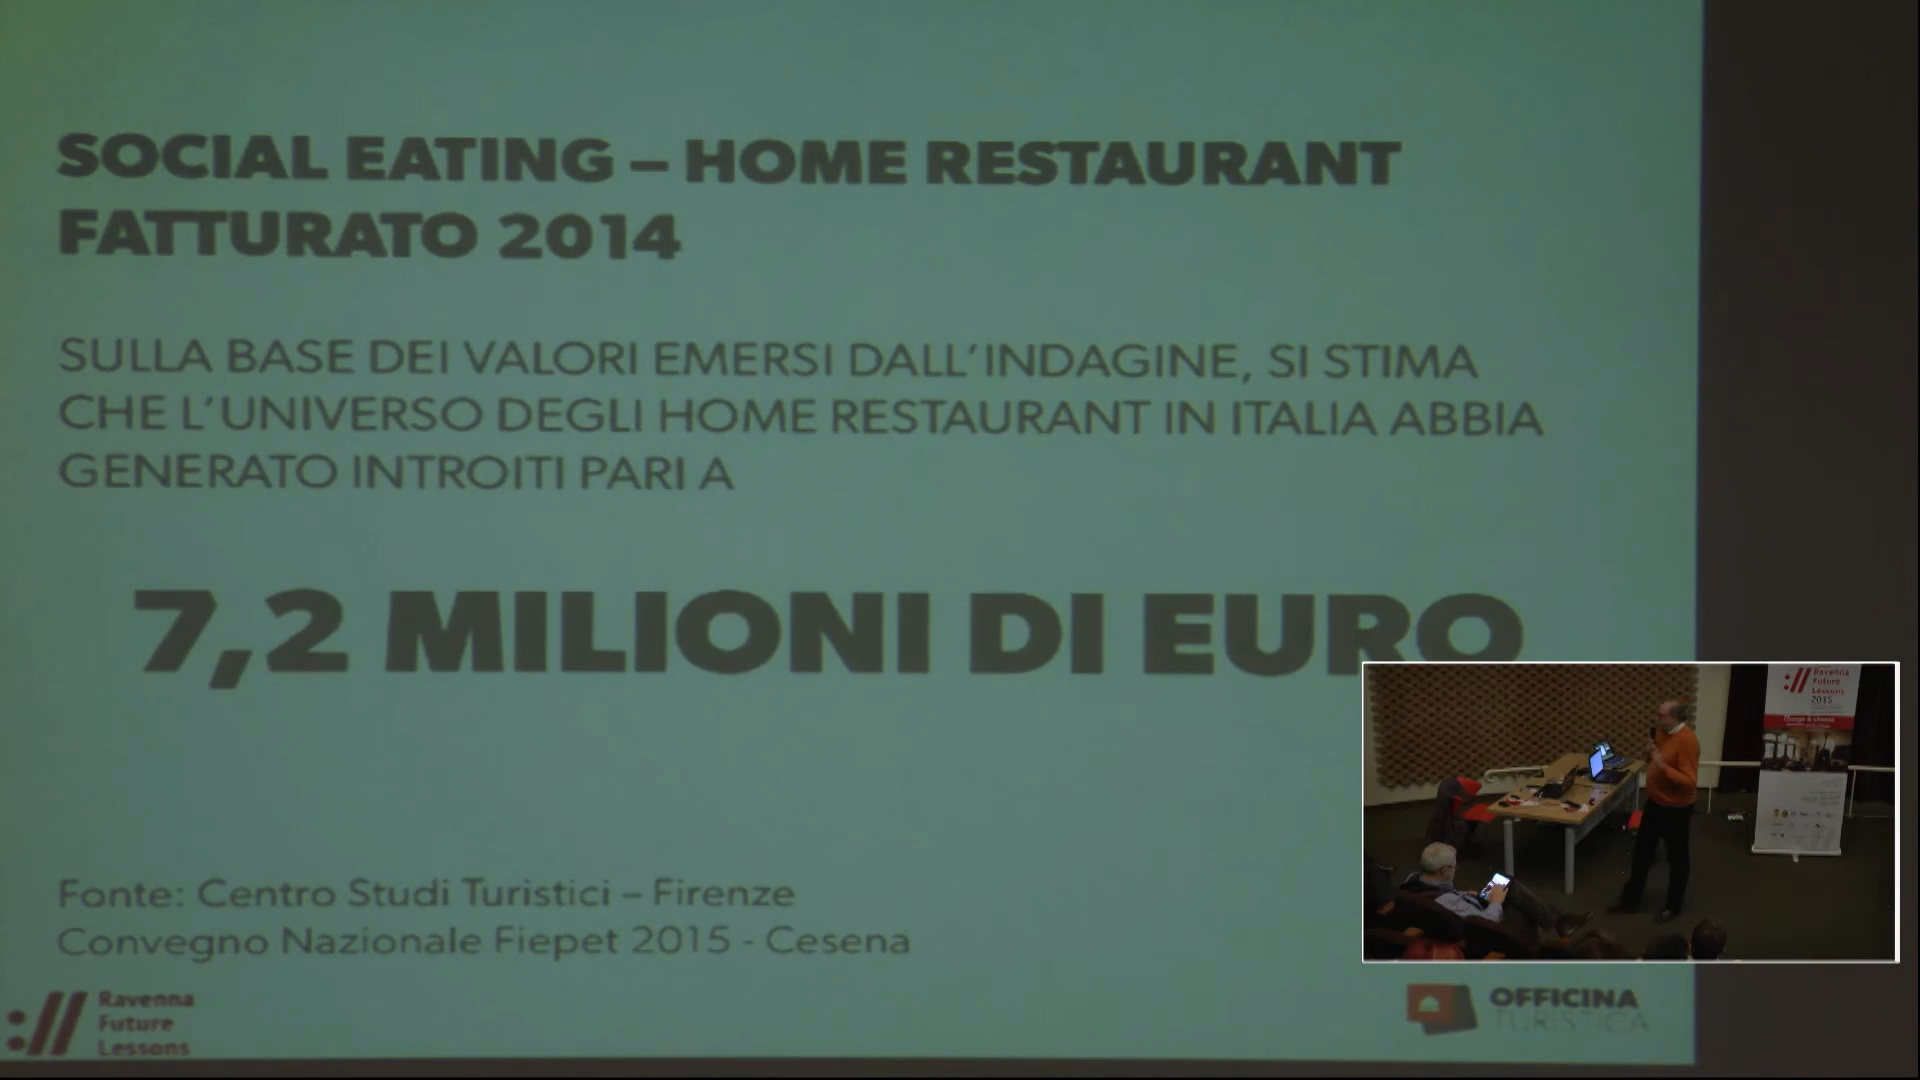 SOCIAL EATING – HOME RESTAURANT
FATTURATO 2014
SULLA BASE DEI VALORI EMERSI DALL'INDAGINE, SI STIMA
CHE L'UNIVERSO DEGLI HOME RESTAURANT IN ITALIA ABBIA
GENERATO INTROITI PARI A
7,2 MILIONI DI EURO
Fonte: Centro Studi Turistici – Firenze
Convegno Nazionale Fiepet 2015 - Cesena
Ravenna
Future
Lessons
OFFICINA
TURISTICA
Ravenna
Future
Lessons
2015
Change & Choose